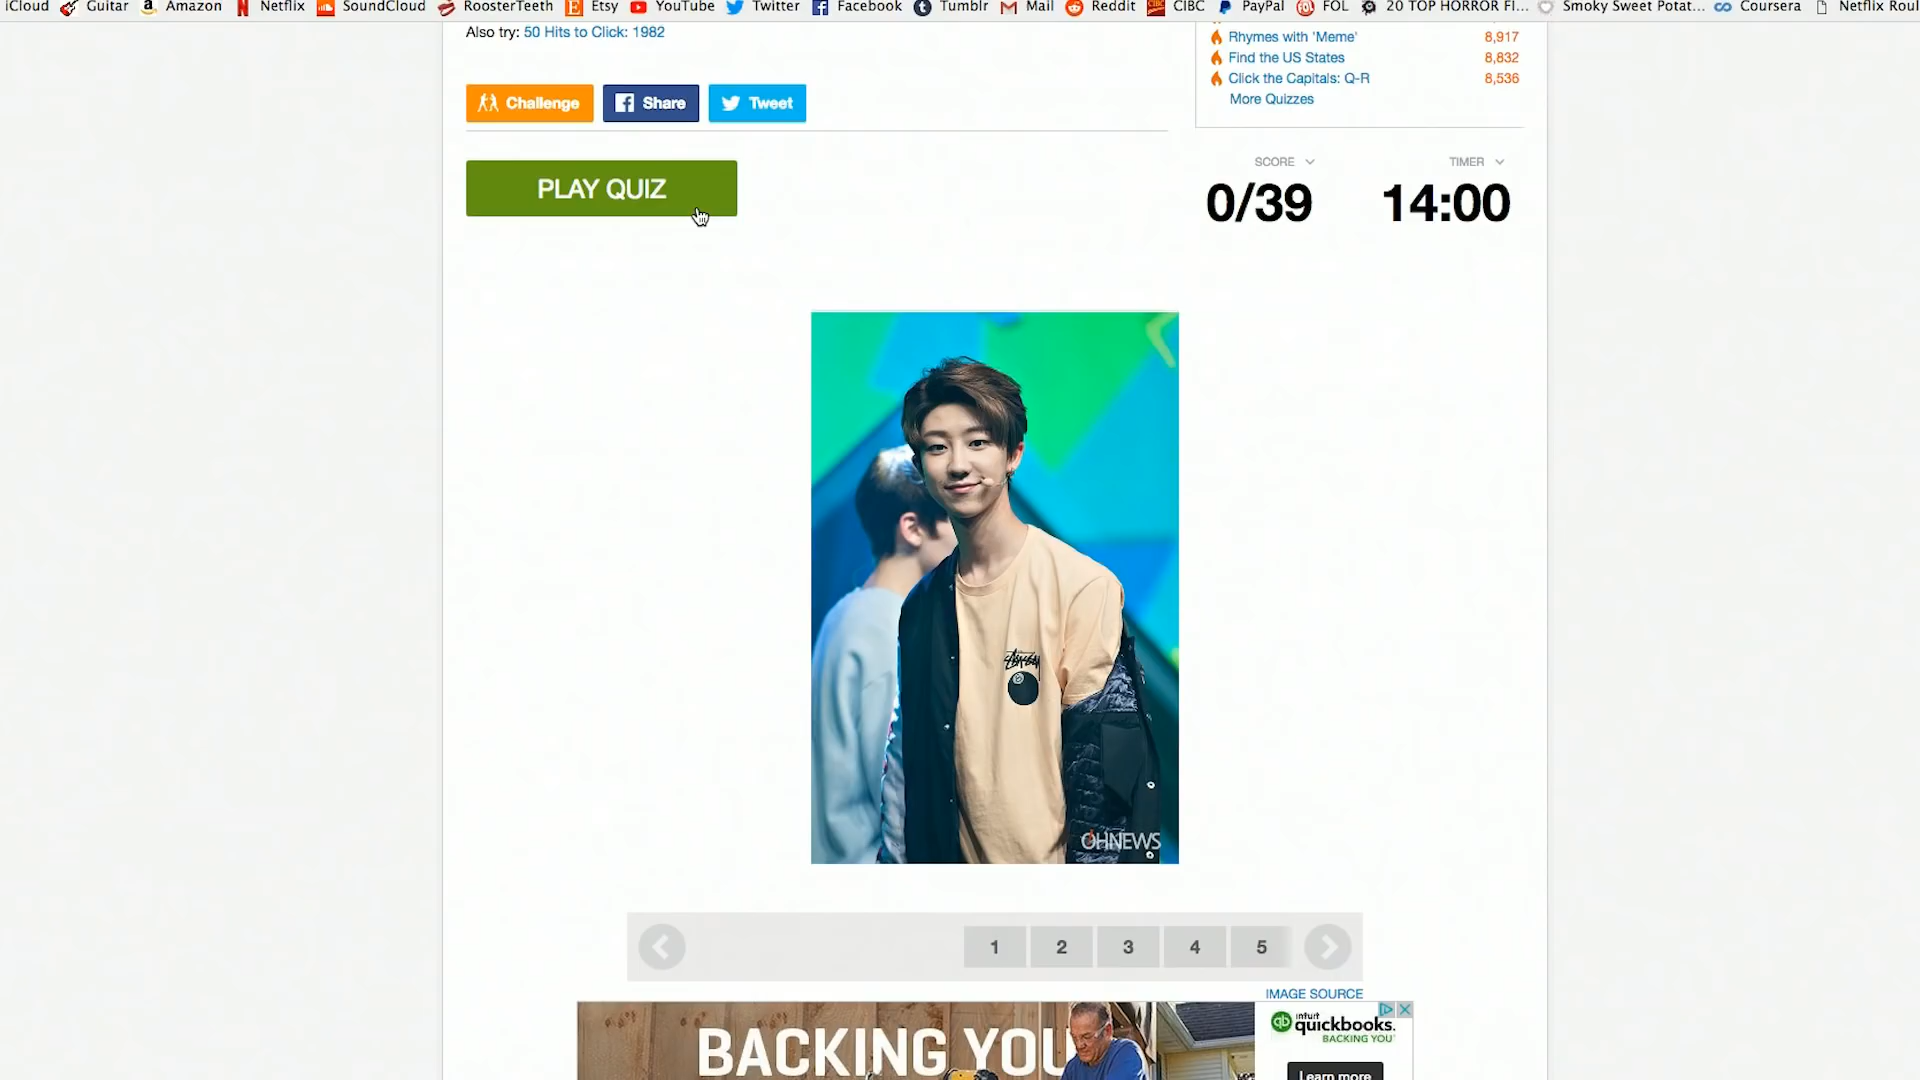 iCloud Guitar Amazon Netflix SoundCloud RoosterTeeth Etsy YouTube Twitter Facebook Tumblr Mail Reddit CIBC PayPal FOL 20 TOP HORROR FI... Smoky Sweet Potat... Coursera Netflix Roul
Also try: 50 Hits to Click: 1982
Rhymes with 'Meme' 8,917
Find the US States 8,832
Click the Capitals: Q-R 8,536
More Quizzes
Challenge Share Tweet
PLAY QUIZ
SCORE TIMER
0/39 14:00
STÜSSY
8
OHNEWS
1 2 3 4 5
IMAGE SOURCE
BACKING YOU
intuit
quickbooks.
BACKING YOU
Learn more